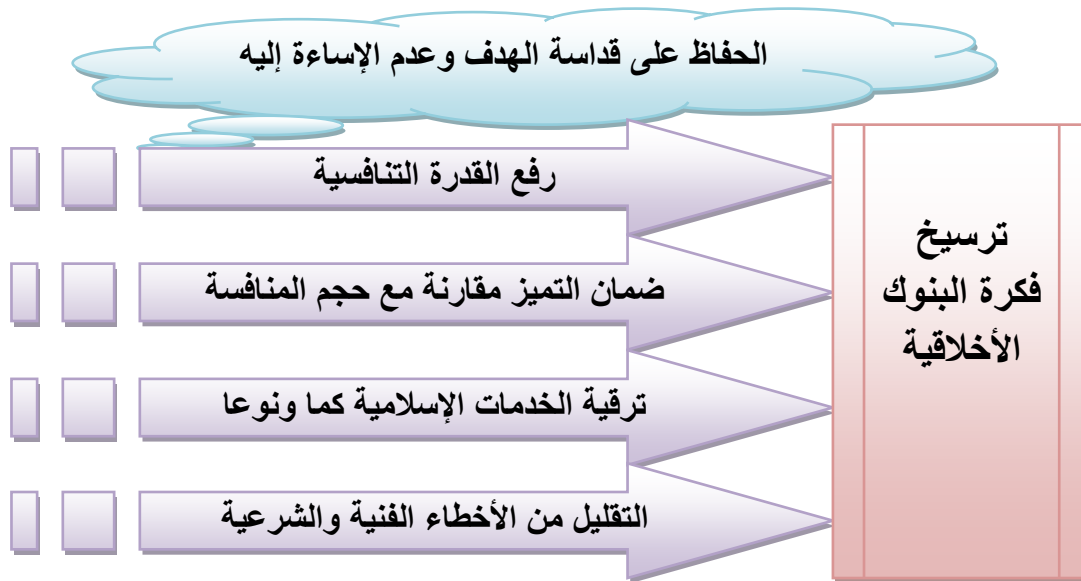 الحفاظ على قداسة الهدف وعدم الإساءة إليه
رفع القدرة التنافسية
ضمان التميز مقارنة مع حجم المنافسة
ترقية الخدمات الإسلامية كما ونوعا
التقليل من الأخطاء الفنية والشرعية
ترسيخ
فكرة البنوك
الأخلاقية